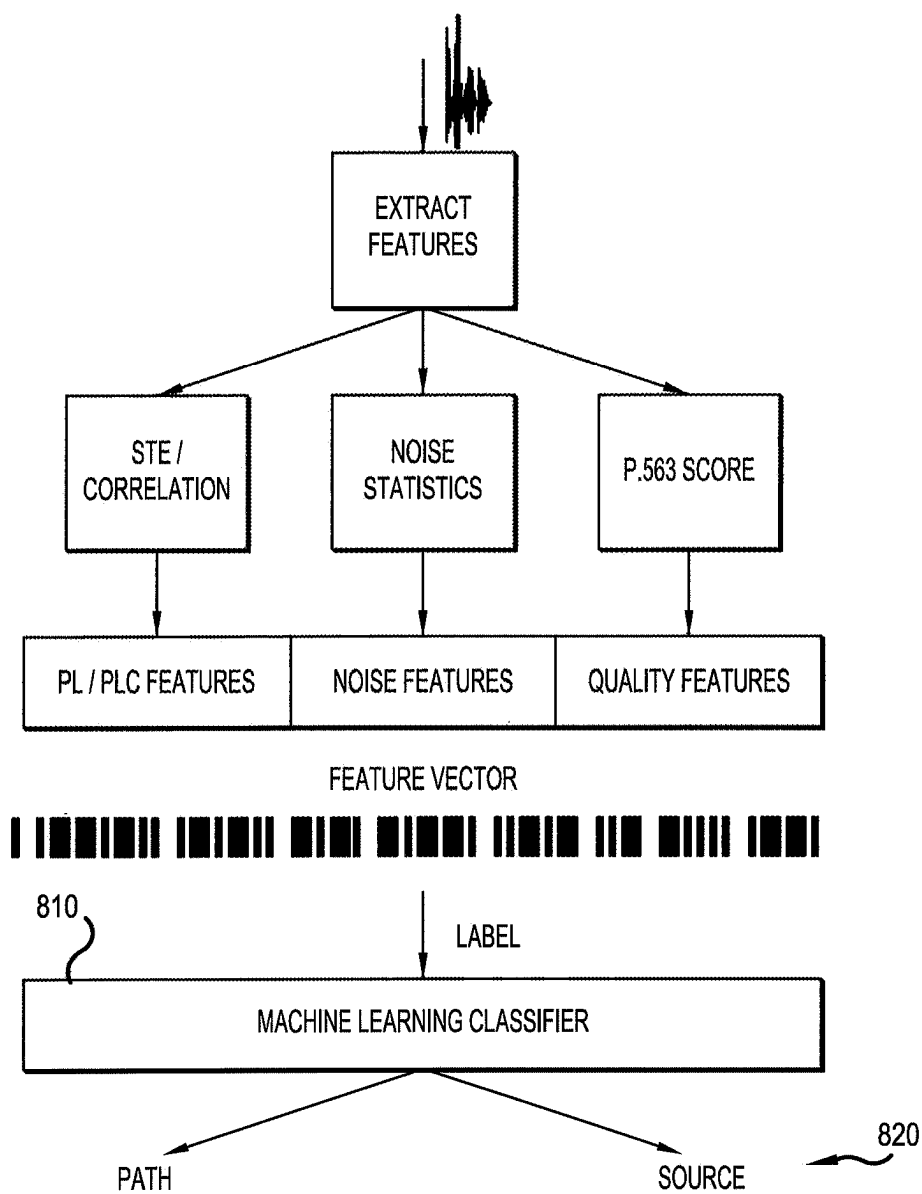 EXTRACT
FEATURES
STE /
CORRELATION
NOISE
STATISTICS
P.563 SCORE
PL / PLC FEATURES
NOISE FEATURES
QUALITY FEATURES
FEATURE VECTOR
810
LABEL
MACHINE LEARNING CLASSIFIER
PATH
SOURCE
820